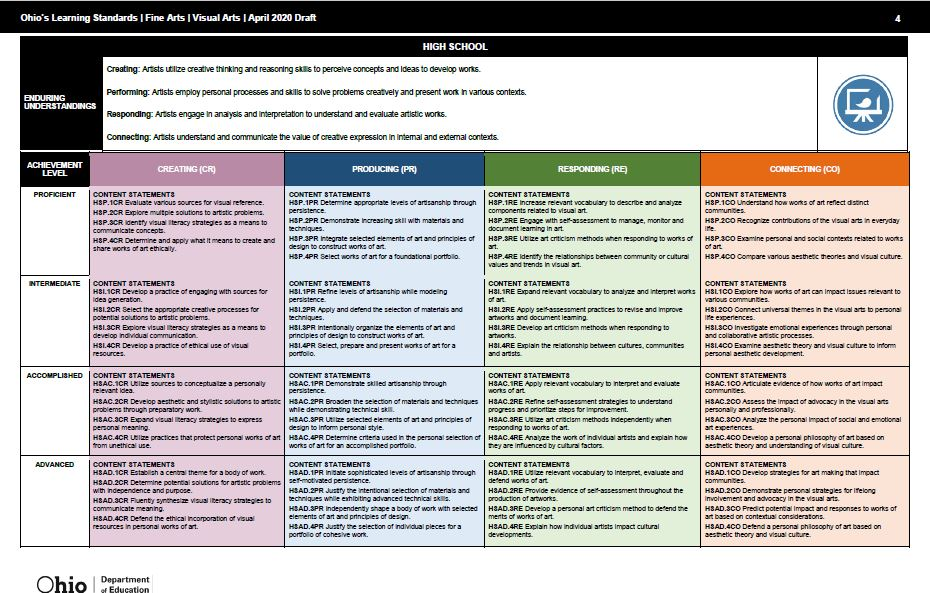 Ohio's Learning Standards | Fine Arts | Visual Arts | April 2020 Draft
4
HIGH SCHOOL
ENDURING
UNDERSTANDINGS
Creating: Artists utilize creative thinking and reasoning skills to perceive concepts and ideas to develop works.
Performing: Artists employ personal processes and skills to solve problems creatively and present work in various contexts.
Responding: Artists engage in analysis and interpretation to understand and evaluate artistic works.
Connecting: Artists understand and communicate the value of creative expression in internal and external contexts.
ACHIEVEMENT
LEVEL
CREATING (CR)
PRODUCING (PR)
RESPONDING (RE)
CONNECTING (CO)
PROFICIENT
CONTENT STATEMENTS
HSP.1CR Evaluate various sources for visual reference.
HSP.2CR Explore multiple solutions to artistic problems.
HSP.3CR Identify visual literacy strategies as a means to
communicate concepts.
HSP.4CR Determine and apply what it means to create and
share works of art ethically.
CONTENT STATEMENTS
HSP.1PR Determine appropriate levels of artisanship through
persistence.
HSP.2PR Demonstrate increasing skill with materials and
techniques.
HSP.3PR Integrate selected elements of art and principles of
design to construct works of art.
HSP.4PR Select works of art for a foundational portfolio.
CONTENT STATEMENTS
HSP.1RE Increase relevant vocabulary to describe and analyze
components related to visual art.
HSP.2RE Engage with self-assessment to manage, monitor and
document learning in art.
HSP.3RE Utilize art criticism methods when responding to works of
art.
HSP.4RE Identify the relationships between community or cultural
values and trends in visual art.
CONTENT STATEMENTS
HSP.1CO Understand how works of art reflect distinct
communities.
HSP.2CO Recognize contributions of the visual arts in everyday
life.
HSP.3CO Examine personal and social contexts related to works
of art.
HSP.4CO Compare various aesthetic theories and visual culture.
INTERMEDIATE
CONTENT STATEMENTS
HSI.1CR Develop a practice of engaging with sources for
idea generation.
HSI.2CR Select the appropriate creative processes for
potential solutions to artistic problems.
HSI.3CR Explore visual literacy strategies as a means to
develop individual communication.
HSI.4CR Develop a practice of ethical use of visual
resources.
CONTENT STATEMENTS
HSI.1PR Refine levels of artisanship while modeling
persistence.
HSI.2PR Apply and defend the selection of materials and
techniques.
HSI.3PR Intentionally organize the elements of art and
principles of design to construct works of art.
HSI.4PR Select, prepare and present works of art for a
portfolio.
CONTENT STATEMENTS
HSI.1RE Expand relevant vocabulary to analyze and interpret works
of art.
HSI.2RE Apply self-assessment practices to revise and improve
artworks and document learning.
HSI.3RE Develop art criticism methods when responding to
artworks.
HSI.4RE Explain the relationship between cultures, communities
and artists.
CONTENT STATEMENTS
HSI.1CO Explore how works of art can impact issues relevant to
various communities.
HSI.2CO Connect universal themes in the visual arts to personal
life experiences.
HSI.3CO Investigate emotional experiences through personal
and collaborative artistic processes.
HSI.4CO Examine aesthetic theory and visual culture to inform
personal aesthetic development.
ACCOMPLISHED
CONTENT STATEMENTS
HSAC.1CR Utilize sources to conceptualize a personally
relevant idea.
HSAC.2CR Develop aesthetic and stylistic solutions to artistic
problems through preparatory work.
HSAC.3CR Expand visual literacy strategies to express
personal meaning.
HSAC.4CR Utilize practices that protect personal works of art
from unethical use.
CONTENT STATEMENTS
HSAC.1PR Demonstrate skilled artisanship through
persistence.
HSAC.2PR Broaden the selection of materials and techniques
while demonstrating technical skill.
HSAC.3PR Utilize selected elements of art and principles of
design to inform personal style.
HSAC.4PR Determine criteria used in the personal selection of
works of art for an accomplished portfolio.
CONTENT STATEMENTS
HSAC.1RE Apply relevant vocabulary to interpret and evaluate
works of art.
HSAC.2RE Refine self-assessment strategies to understand
progress and prioritize steps for improvement.
HSAC.3RE Utilize art criticism methods independently when
responding to works of art.
HSAC.4RE Analyze the work of individual artists and explain how
they are influenced by cultural factors.
CONTENT STATEMENTS
HSAC.1CO Articulate evidence of how works of art impact
communities.
HSAC.2CO Assess the impact of advocacy in the visual arts
personally and professionally.
HSAC.3CO Analyze the personal impact of social and emotional
art experiences.
HSAC.4CO Develop a personal philosophy of art based on
aesthetic theory and understanding of visual culture.
ADVANCED
CONTENT STATEMENTS
HSAD.1CR Establish a central theme for a body of work.
HSAD.2CR Determine potential solutions for artistic problems
with independence and purpose.
HSAD.3CR Fluently synthesize visual literacy strategies to
communicate meaning.
HSAD.4CR Defend the ethical incorporation of visual
resources in personal works of art.
CONTENT STATEMENTS
HSAD.1PR Initiate sophisticated levels of artisanship through
self-motivated persistence.
HSAD.2PR Justify the intentional selection of materials and
techniques while exhibiting advanced technical skills.
HSAD.3PR Independently shape a body of work with selected
elements of art and principles of design.
HSAD.4PR Justify the selection of individual pieces for a
portfolio of cohesive work.
CONTENT STATEMENTS
HSAD.1RE Utilize relevant vocabulary to interpret, evaluate and
defend works of art.
HSAD.2RE Provide evidence of self-assessment throughout the
production of artworks.
HSAD.3RE Develop a personal art criticism method to defend the
merits of works of art.
HSAD.4RE Explain how individual artists impact cultural
developments.
CONTENT STATEMENTS
HSAD.1CO Develop strategies for art making that impact
communities.
HSAD.2CO Demonstrate personal strategies for lifelong
involvement and advocacy in the visual arts.
HSAD.3CO Predict potential impact and responses to works of
art based on contextual considerations.
HSAD.4CO Defend a personal philosophy of art based on
aesthetic theory and visual culture.
Ohio
Department
of Education